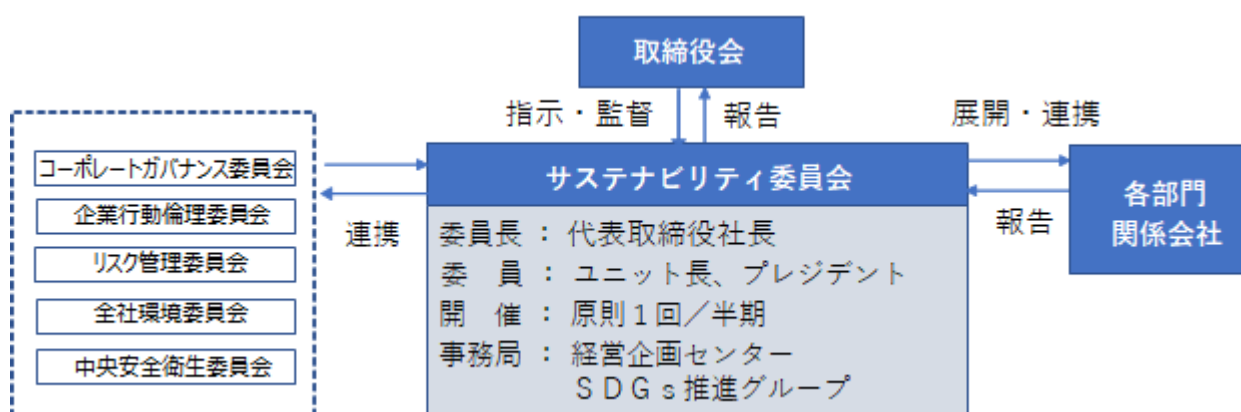 取締役会
指示・監督
報告
展開・連携
コーポレートガバナンス委員会
企業行動倫理委員会
リスク管理委員会
全社環境委員会
中央安全衛生委員会
連携
サステナビリティ委員会
委員長 : 代表取締役社長
委　員 : ユニット長、プレジデント
開　催 : 原則１回／半期
事務局 : 経営企画センター
ＳＤＧｓ推進グループ
報告
各部門
関係会社